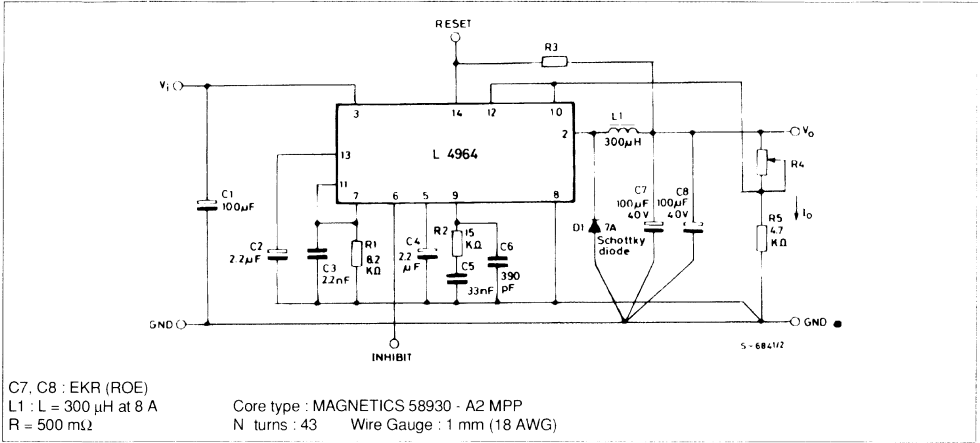 RESET
R3
Vi
3
14
12
10
L 4964
2
L1
300µH
Vo
R4
13
11
7
6
5
9
8
C1
100µF
C2
2.2µF
C3
2.2nF
R1
8.2
KΩ
C4
2.2
µF
R2
15
KΩ
C5
33nF
C6
390
pF
D1
7A
Schottky
diode
C7
100µF
40V
C8
100µF
40V
Io
R5
4.7
KΩ
GND
INHIBIT
GND
S-6841/2
C7, C8 : EKR (ROE)
L1 : L = 300 µH at 8 A
R = 500 mΩ
Core type : MAGNETICS 58930 - A2 MPP
N turns : 43 Wire Gauge : 1 mm (18 AWG)